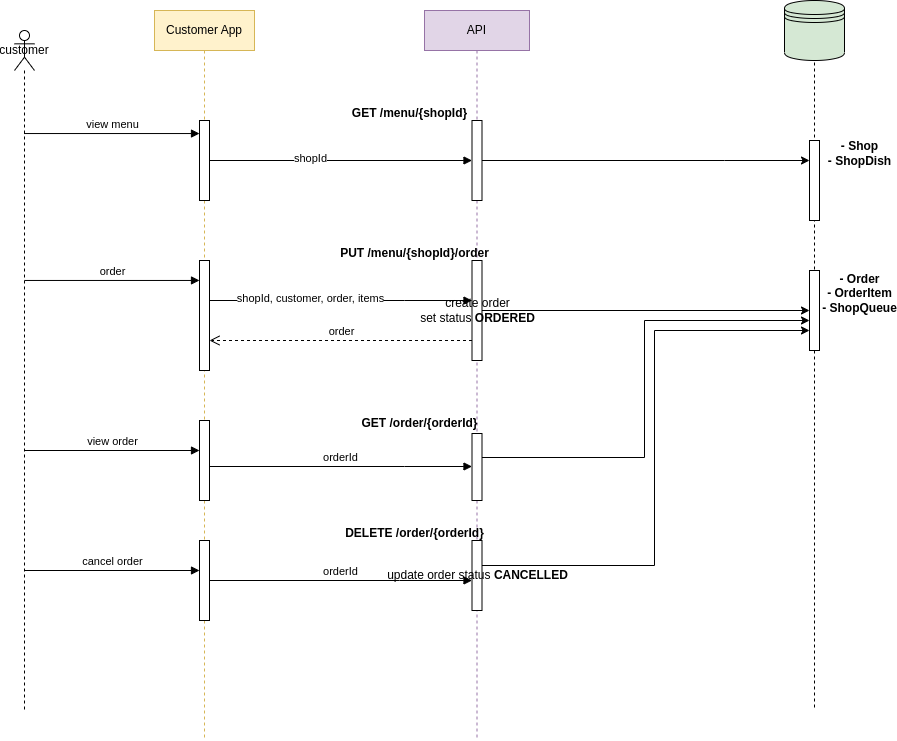 customer
Customer App
API
view menu
GET /menu/{shopId}
shopId
- Shop
- ShopDish
order
PUT /menu/{shopId}/order
shopId, customer, order, items
create order
set status ORDERED
order
- Order
- OrderItem
- ShopQueue
view order
GET /order/{orderId}
orderId
cancel order
DELETE /order/{orderId}
orderId
update order status CANCELLED